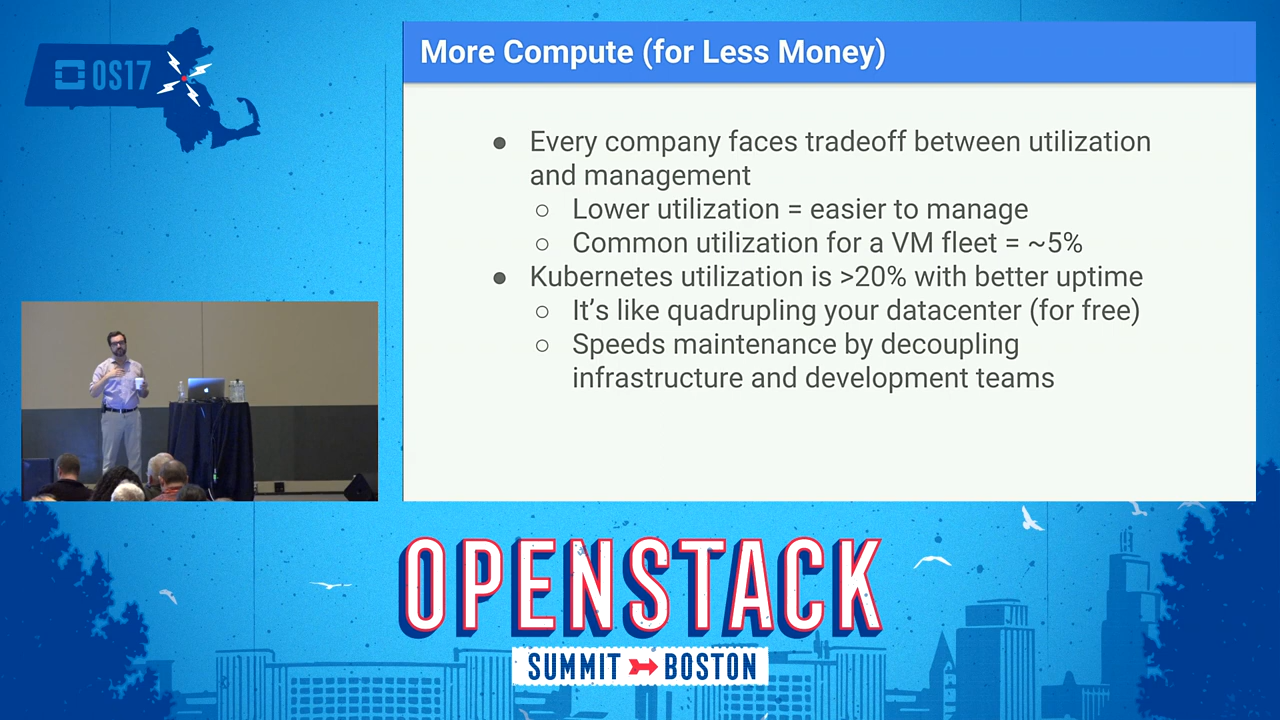 OS17
More Compute (for Less Money)
● Every company faces tradeoff between utilization
and management
○ Lower utilization = easier to manage
○ Common utilization for a VM fleet = ~5%
● Kubernetes utilization is >20% with better uptime
○ It’s like quadrupling your datacenter (for free)
○ Speeds maintenance by decoupling
infrastructure and development teams
OPENSTACK
SUMMIT BOSTON